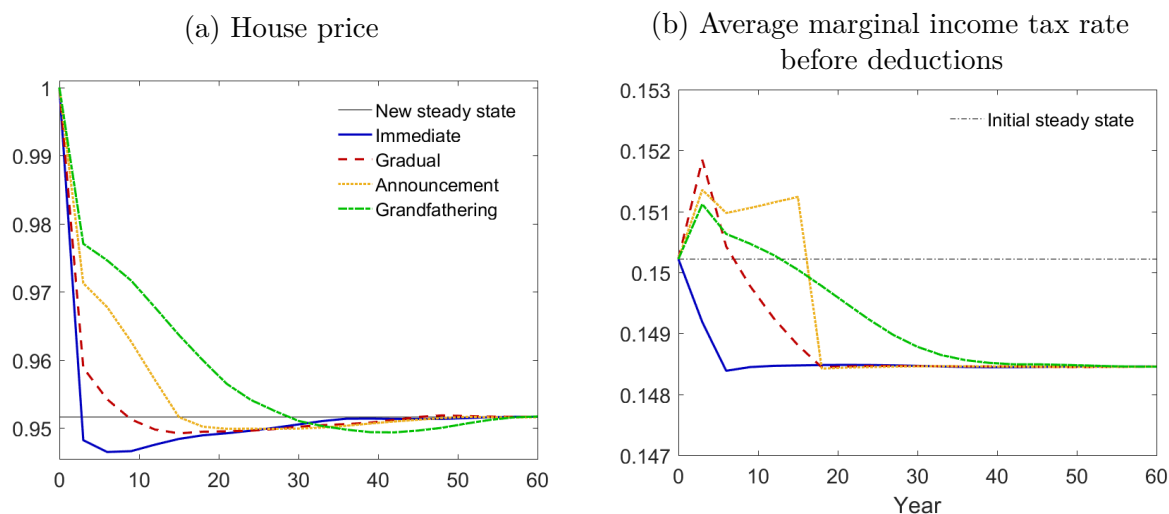 (a) House price
1
0.99
0.98
0.97
0.96
0.95
0 10 20 30 40 50 60
New steady state
Immediate
Gradual
Announcement
Grandfathering
(b) Average marginal income tax rate
before deductions
0.153
0.152
0.151
0.15
0.149
0.148
0.147
0 10 20 30 40 50 60
Year
Initial steady state